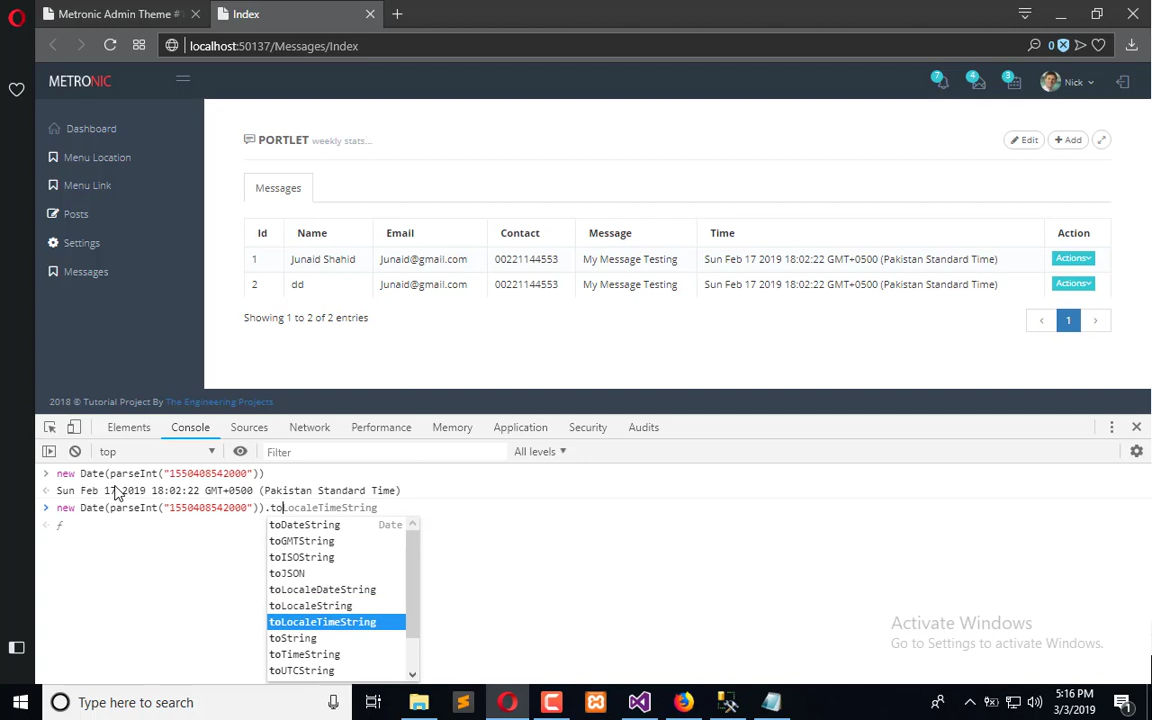 Metronic Admin Theme #
Index
localhost:50137/Messages/Index
0
METRONIC
7
4
3
Nick
Dashboard
Menu Location
Menu Link
Posts
Settings
Messages
PORTLET weekly stats...
Edit
Add
Messages
Id Name Email Contact Message Time Action
1 Junaid Shahid Junaid@gmail.com 00221144553 My Message Testing Sun Feb 17 2019 18:02:22 GMT+0500 (Pakistan Standard Time) Actions
2 dd Junaid@gmail.com 00221144553 My Message Testing Sun Feb 17 2019 18:02:22 GMT+0500 (Pakistan Standard Time) Actions
Showing 1 to 2 of 2 entries
1
2018 © Tutorial Project By The Engineering Projects
Elements Console Sources Network Performance Memory Application Security Audits
top Filter All levels
new Date(parseInt("1550408542000"))
Sun Feb 17 2019 18:02:22 GMT+0500 (Pakistan Standard Time)
new Date(parseInt("1550408542000")).toLocaleTimeString
f
toDateString Date
toGMTString
toISOString
toJSON
toLocaleDateString
toLocaleString
toLocaleTimeString
toString
toTimeString
toUTCString
Activate Windows
Go to Settings to activate Windows.
Type here to search
5:16 PM
3/3/2019
1